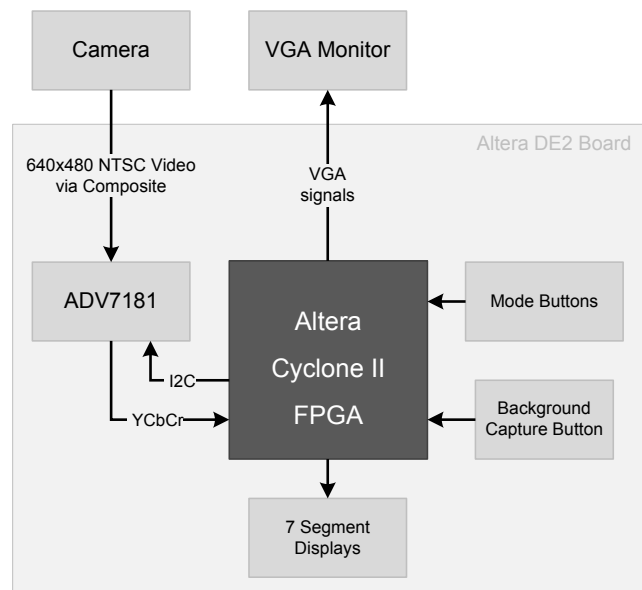 Camera
VGA Monitor
Altera DE2 Board
640x480 NTSC Video
via Composite
VGA
signals
ADV7181
Altera
Cyclone II
FPGA
Mode Buttons
I2C
YCbCr
Background
Capture Button
7 Segment
Displays